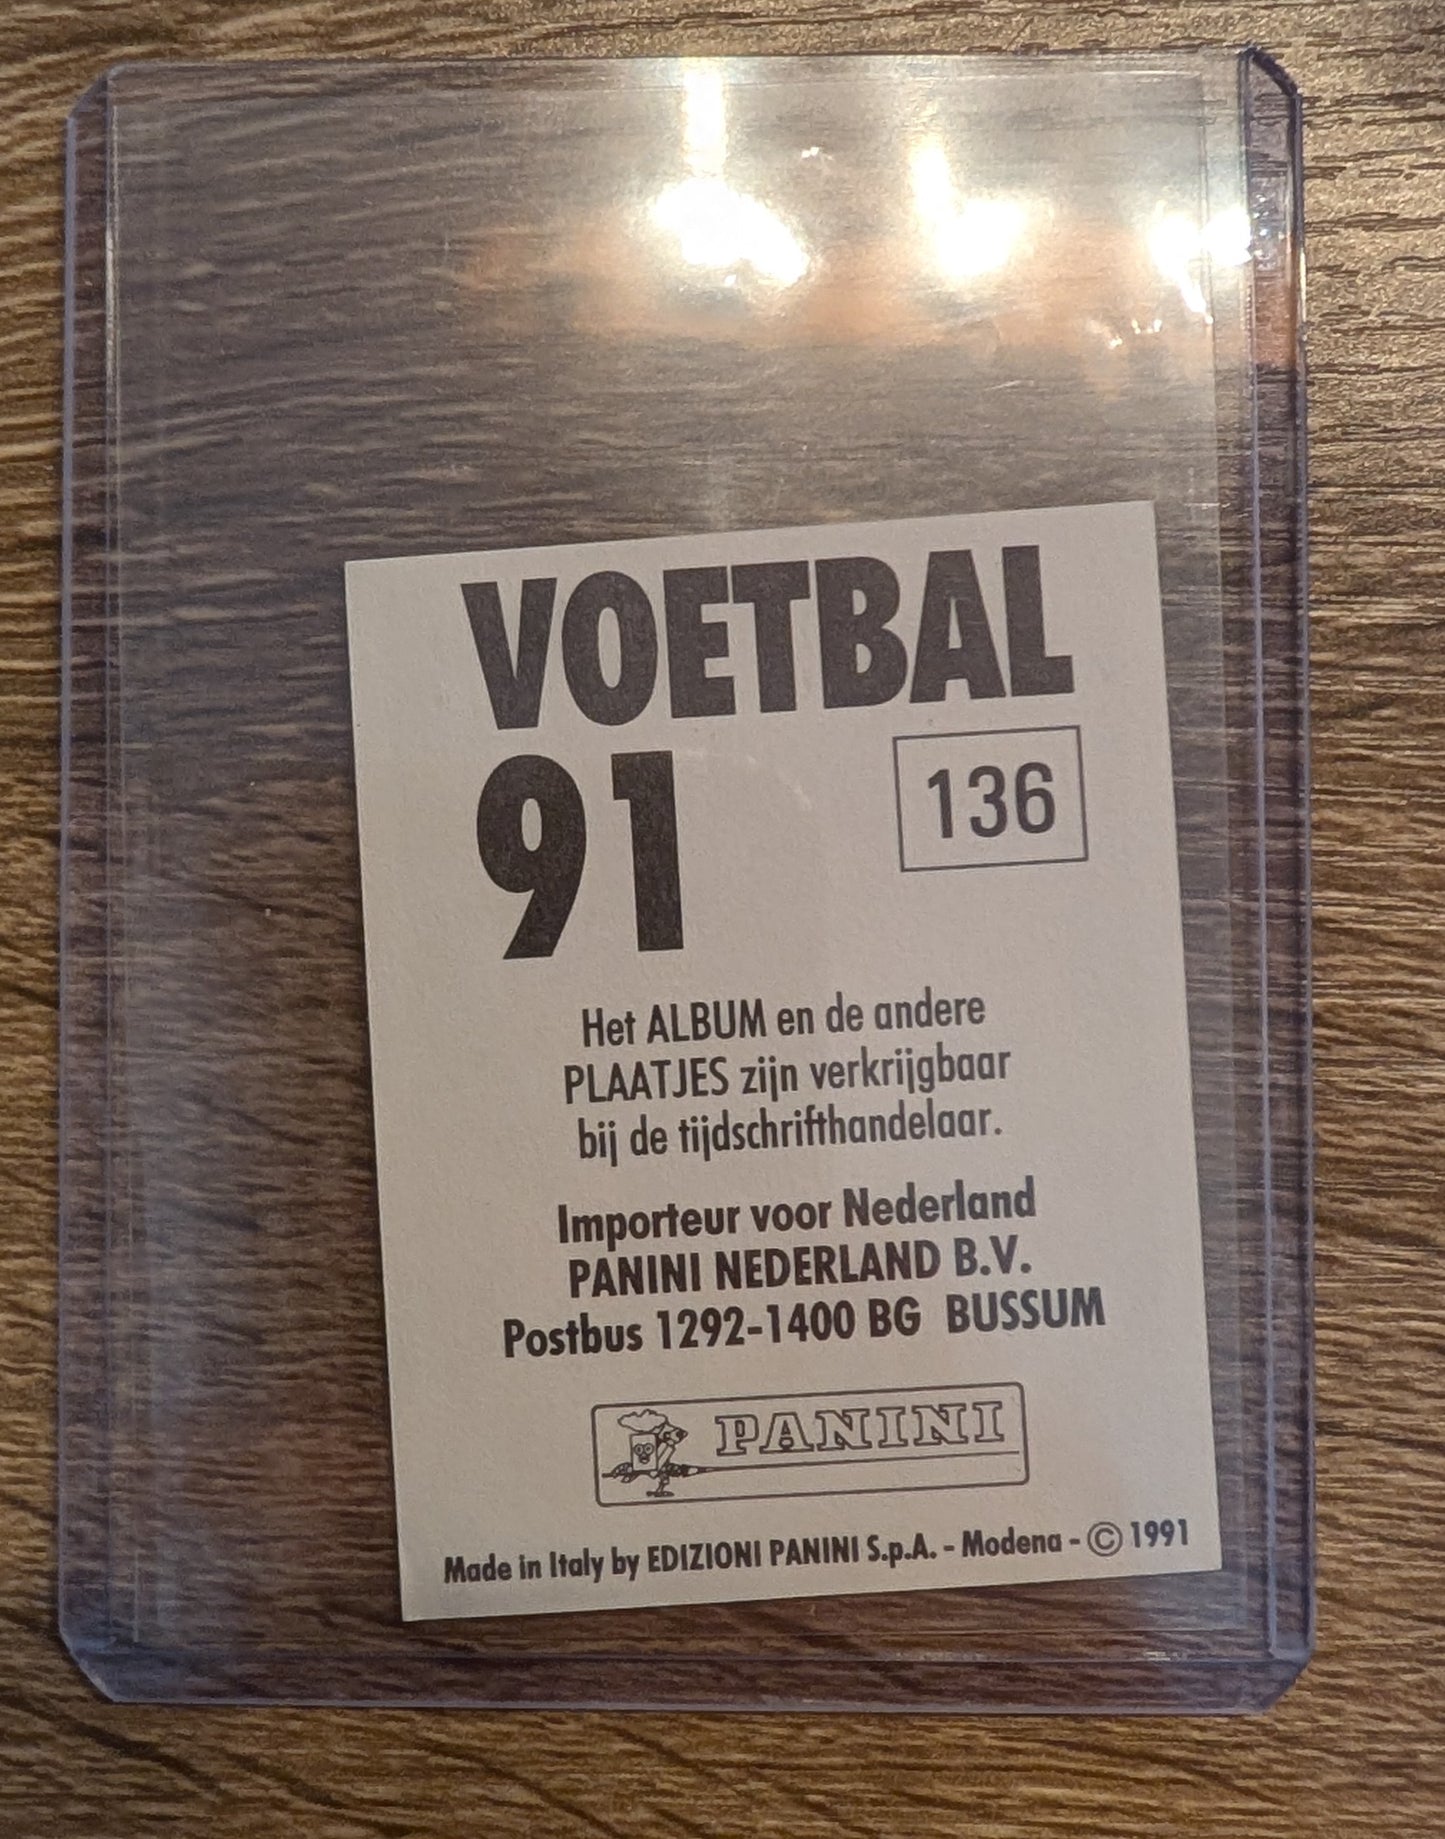 VOETBAL
91
136
Het ALBUM en de andere
PLAATJES zijn verkrijgbaar
bij de tijdschrifthandelaar.
Importeur voor Nederland
PANINI NEDERLAND B.V.
Postbus 1292-1400 BG BUSSUM
PANINI
Made in Italy by EDIZIONI PANINI S.p.A. - Modena - © 1991